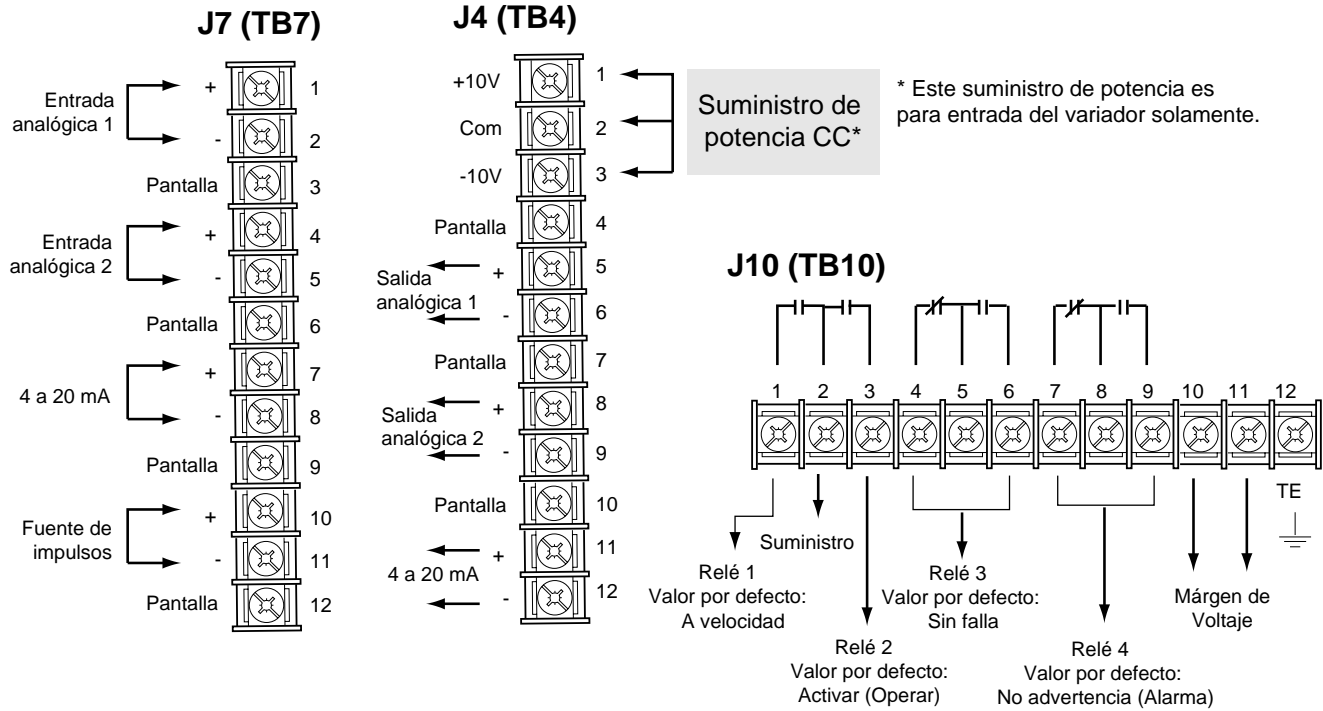 J7 (TB7)
Entrada
analógica 1
+ 1
- 2
Pantalla 3
Entrada
analógica 2
+ 4
- 5
Pantalla 6
4 a 20 mA
+ 7
- 8
Pantalla 9
Fuente de
impulsos
+ 10
- 11
Pantalla 12
J4 (TB4)
+10V 1
Com 2
-10V 3
Pantalla 4
Salida
analógica 1
+ 5
- 6
Pantalla 7
Salida
analógica 2
+ 8
- 9
Pantalla 10
4 a 20 mA
+ 11
- 12
Suministro de
potencia CC*
* Este suministro de potencia es
para entrada del variador solamente.
J10 (TB10)
1 2 3 4 5 6 7 8 9 10 11 12
TE
Suministro
Relé 1
Valor por defecto:
A velocidad
Relé 2
Valor por defecto:
Activar (Operar)
Relé 3
Valor por defecto:
Sin falla
Relé 4
Valor por defecto:
No advertencia (Alarma)
Márgen de
Voltaje